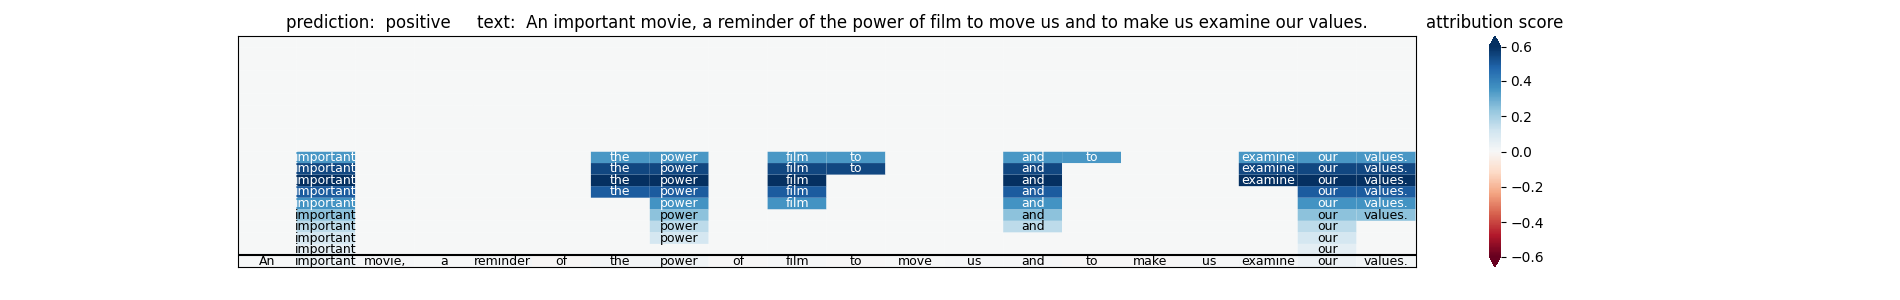 prediction: positive text: An important movie, a reminder of the power of film to move us and to make us examine our values.
attribution score
important the power film to and to examine our values.
important the power film to and examine our values.
important the power film and examine our values.
important the power film and our values.
important power film and our values.
important power and our values.
important power and our
important power our
important our
An important movie, a reminder of the power of film to move us and to make us examine our values.
0.6
0.4
0.2
0.0
−0.2
−0.4
−0.6